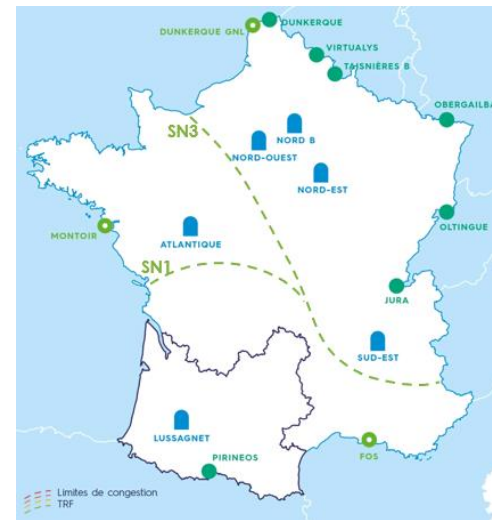 DUNKERQUE
DUNKERQUE GNL
VIRTUALYS
TAISNIÈRES B
OBERGAILBA
SN3
NORD B
NORD-OUEST
NORD-EST
OLTINGUE
MONTOIR
ATLANTIQUE
SN1
JURA
SUD-EST
LUSSAGNET
PIRINEOS
FOS
Limites de congestion
TRF